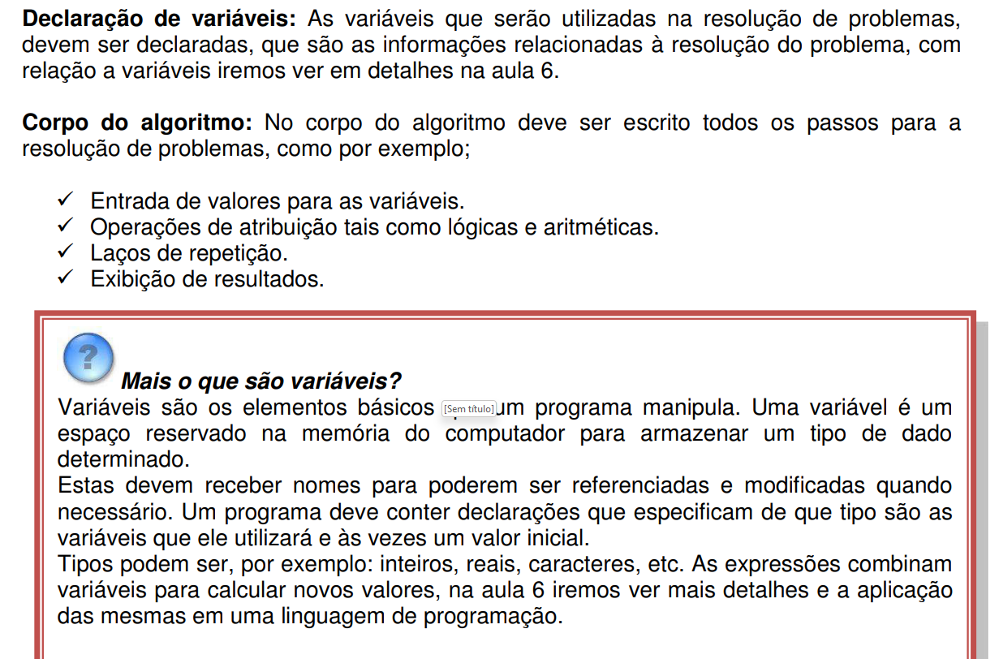 Declaração de variáveis: As variáveis que serão utilizadas na resolução de problemas,
devem ser declaradas, que são as informações relacionadas à resolução do problema, com
relação a variáveis iremos ver em detalhes na aula 6.
Corpo do algoritmo: No corpo do algoritmo deve ser escrito todos os passos para a
resolução de problemas, como por exemplo;
✓ Entrada de valores para as variáveis.
✓ Operações de atribuição tais como lógicas e aritméticas.
✓ Laços de repetição.
✓ Exibição de resultados.
?
Mais o que são variáveis?
Variáveis são os elementos básicos [Sem título] um programa manipula. Uma variável é um
espaço reservado na memória do computador para armazenar um tipo de dado
determinado.
Estas devem receber nomes para poderem ser referenciadas e modificadas quando
necessário. Um programa deve conter declarações que especificam de que tipo são as
variáveis que ele utilizará e às vezes um valor inicial.
Tipos podem ser, por exemplo: inteiros, reais, caracteres, etc. As expressões combinam
variáveis para calcular novos valores, na aula 6 iremos ver mais detalhes e a aplicação
das mesmas em uma linguagem de programação.